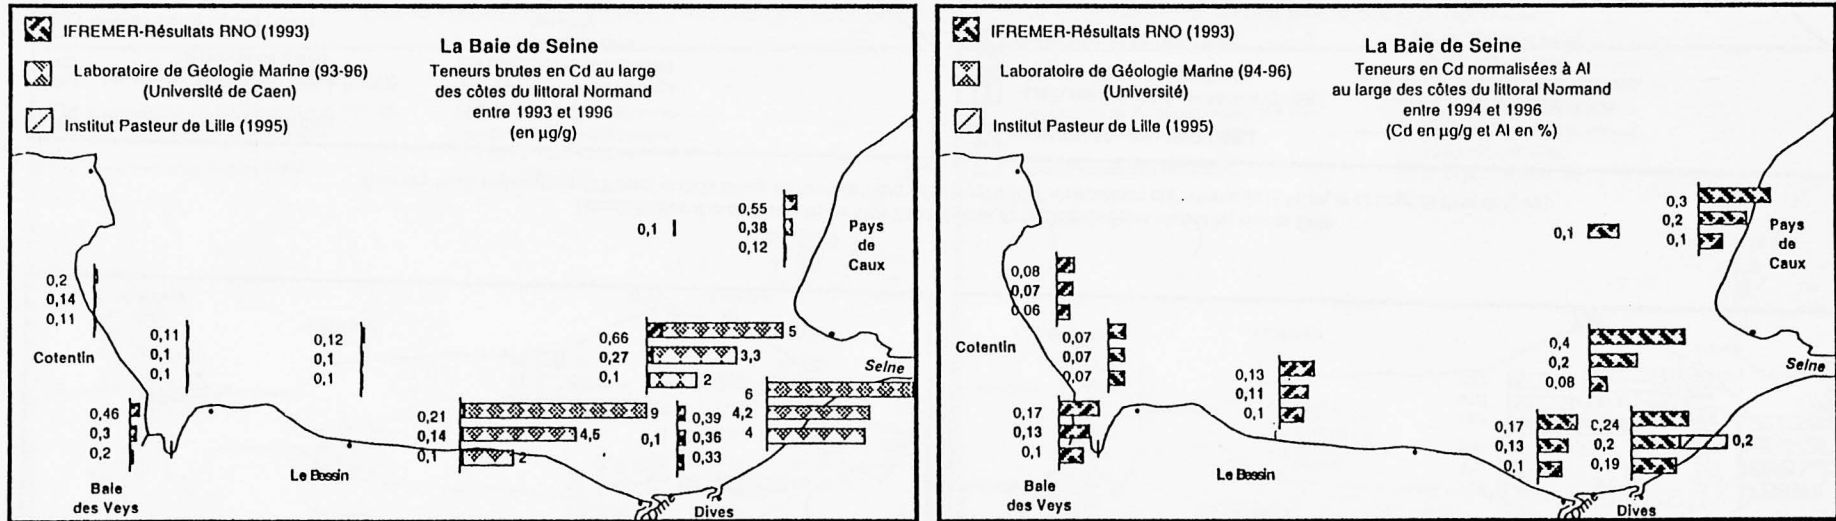 IFREMER-Résultats RNO (1993)
Laboratoire de Géologie Marine (93-96)
(Université de Caen)
Institut Pasteur de Lille (1995)
La Baie de Seine
Teneurs brutes en Cd au large
des côtes du littoral Normand
entre 1993 et 1996
(en µg/g)
0,55
0,38
0,12
0,1
Pays
de
Caux
0,2
0,14
0,11
Cotentin
0,11
0,1
0,1
0,12
0,1
0,1
0,66
5
0,27
3,3
0,1
2
Seine
6
4,2
4
0,46
0,3
0,2
0,21
9
0,14
4,5
0,1
2
0,39
0,1
0,36
0,33
Le Bessin
Baie
des Veys
Dives
IFREMER-Résultats RNO (1993)
Laboratoire de Géologie Marine (94-96)
(Université)
Institut Pasteur de Lille (1995)
La Baie de Seine
Teneurs en Cd normalisées à Al
au large des côtes du littoral Normand
entre 1994 et 1996
(Cd en µg/g et Al en %)
0,3
0,2
0,1
0,1
Pays
de
Caux
0,08
0,07
0,06
Cotentin
0,07
0,07
0,07
0,13
0,11
0,1
0,4
0,2
0,08
Seine
0,17
0,13
0,1
0,17
0,13
0,1
0,24
0,2
0,2
0,19
Le Bessin
Baie
des Veys
Dives